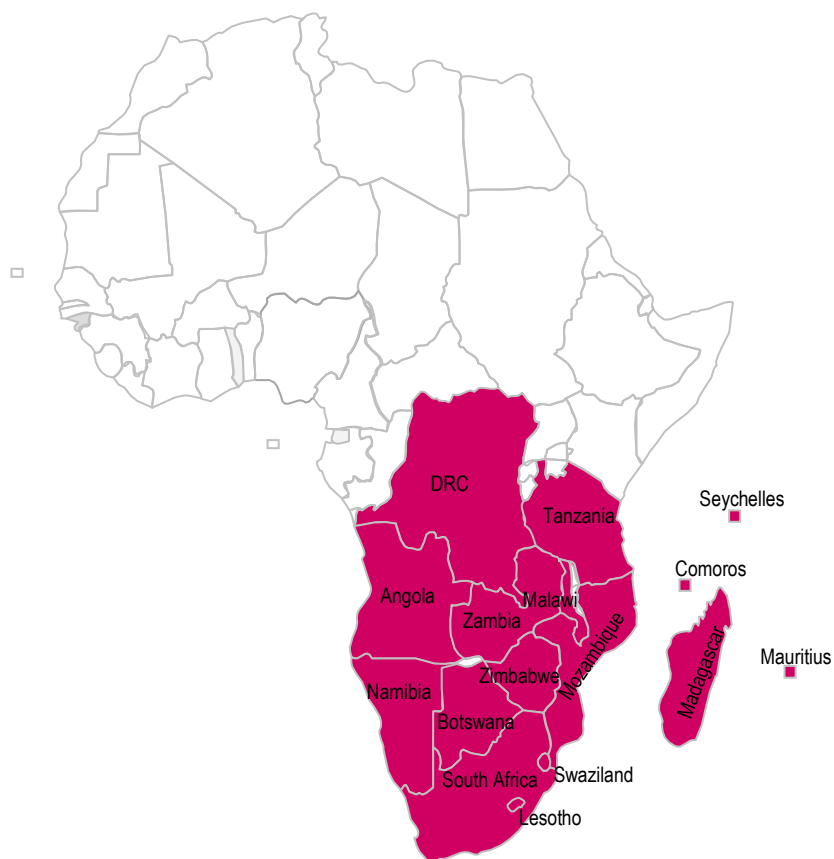 DRC
Seychelles
Tanzania
Comoros
Angola
Malawi
Zambia
Mozambique
Madagascar
Mauritius
Zimbabwe
Namibia
Botswana
South Africa
Swaziland
Lesotho